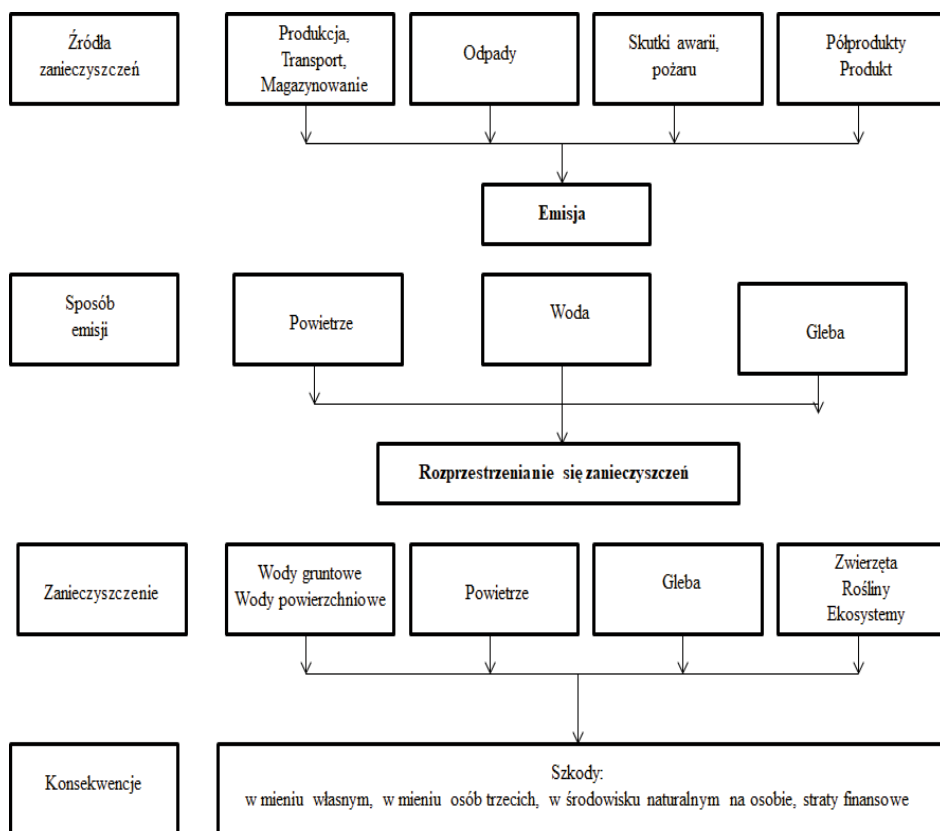 Źródła
zanieczyszczeń
Produkcja,
Transport,
Magazynowanie
Odpady
Skutki awarii,
pożaru
Półprodukty
Produkt
Emisja
Sposób
emisji
Powietrze
Woda
Gleba
Rozprzestrzenianie się zanieczyszczeń
Zanieczyszczenie
Wody gruntowe
Wody powierzchniowe
Powietrze
Gleba
Zwierzęta
Rośliny
Ekosystemy
Konsekwencje
Szkody:
w mieniu własnym, w mieniu osób trzecich, w środowisku naturalnym na osobie, straty finansowe